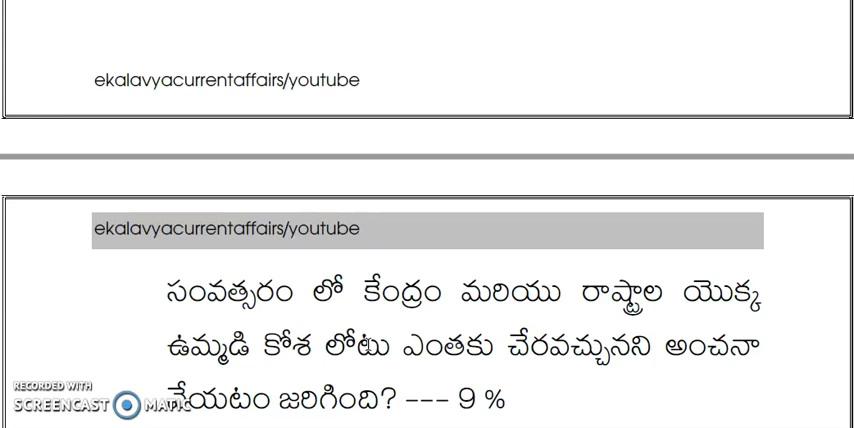 ekalavyacurrentaffairs/youtube
ekalavyacurrentaffairs/youtube
సంవత్సరం లో కేంద్రం మరియు రాష్ట్రాల యొక్క
ఉమ్మడి కోశ లోటు ఎంతకు చేరవచ్చునని అంచనా
RECORDED WITH
చేయటం జరిగింది? --- 9 %
SCREENCAST MATIC